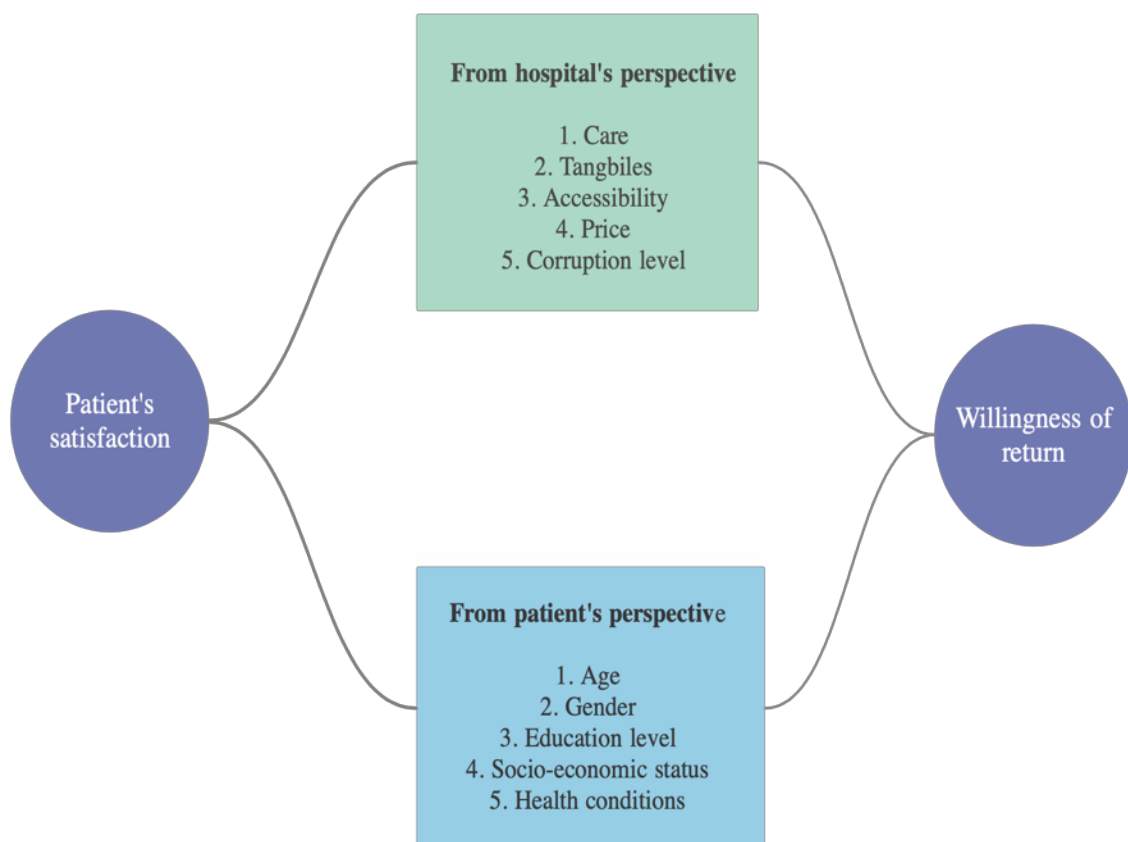 From hospital's perspective
1. Care
2. Tangbiles
3. Accessibility
4. Price
5. Corruption level
Patient's
satisfaction
Willingness of
return
From patient's perspective
1. Age
2. Gender
3. Education level
4. Socio-economic status
5. Health conditions